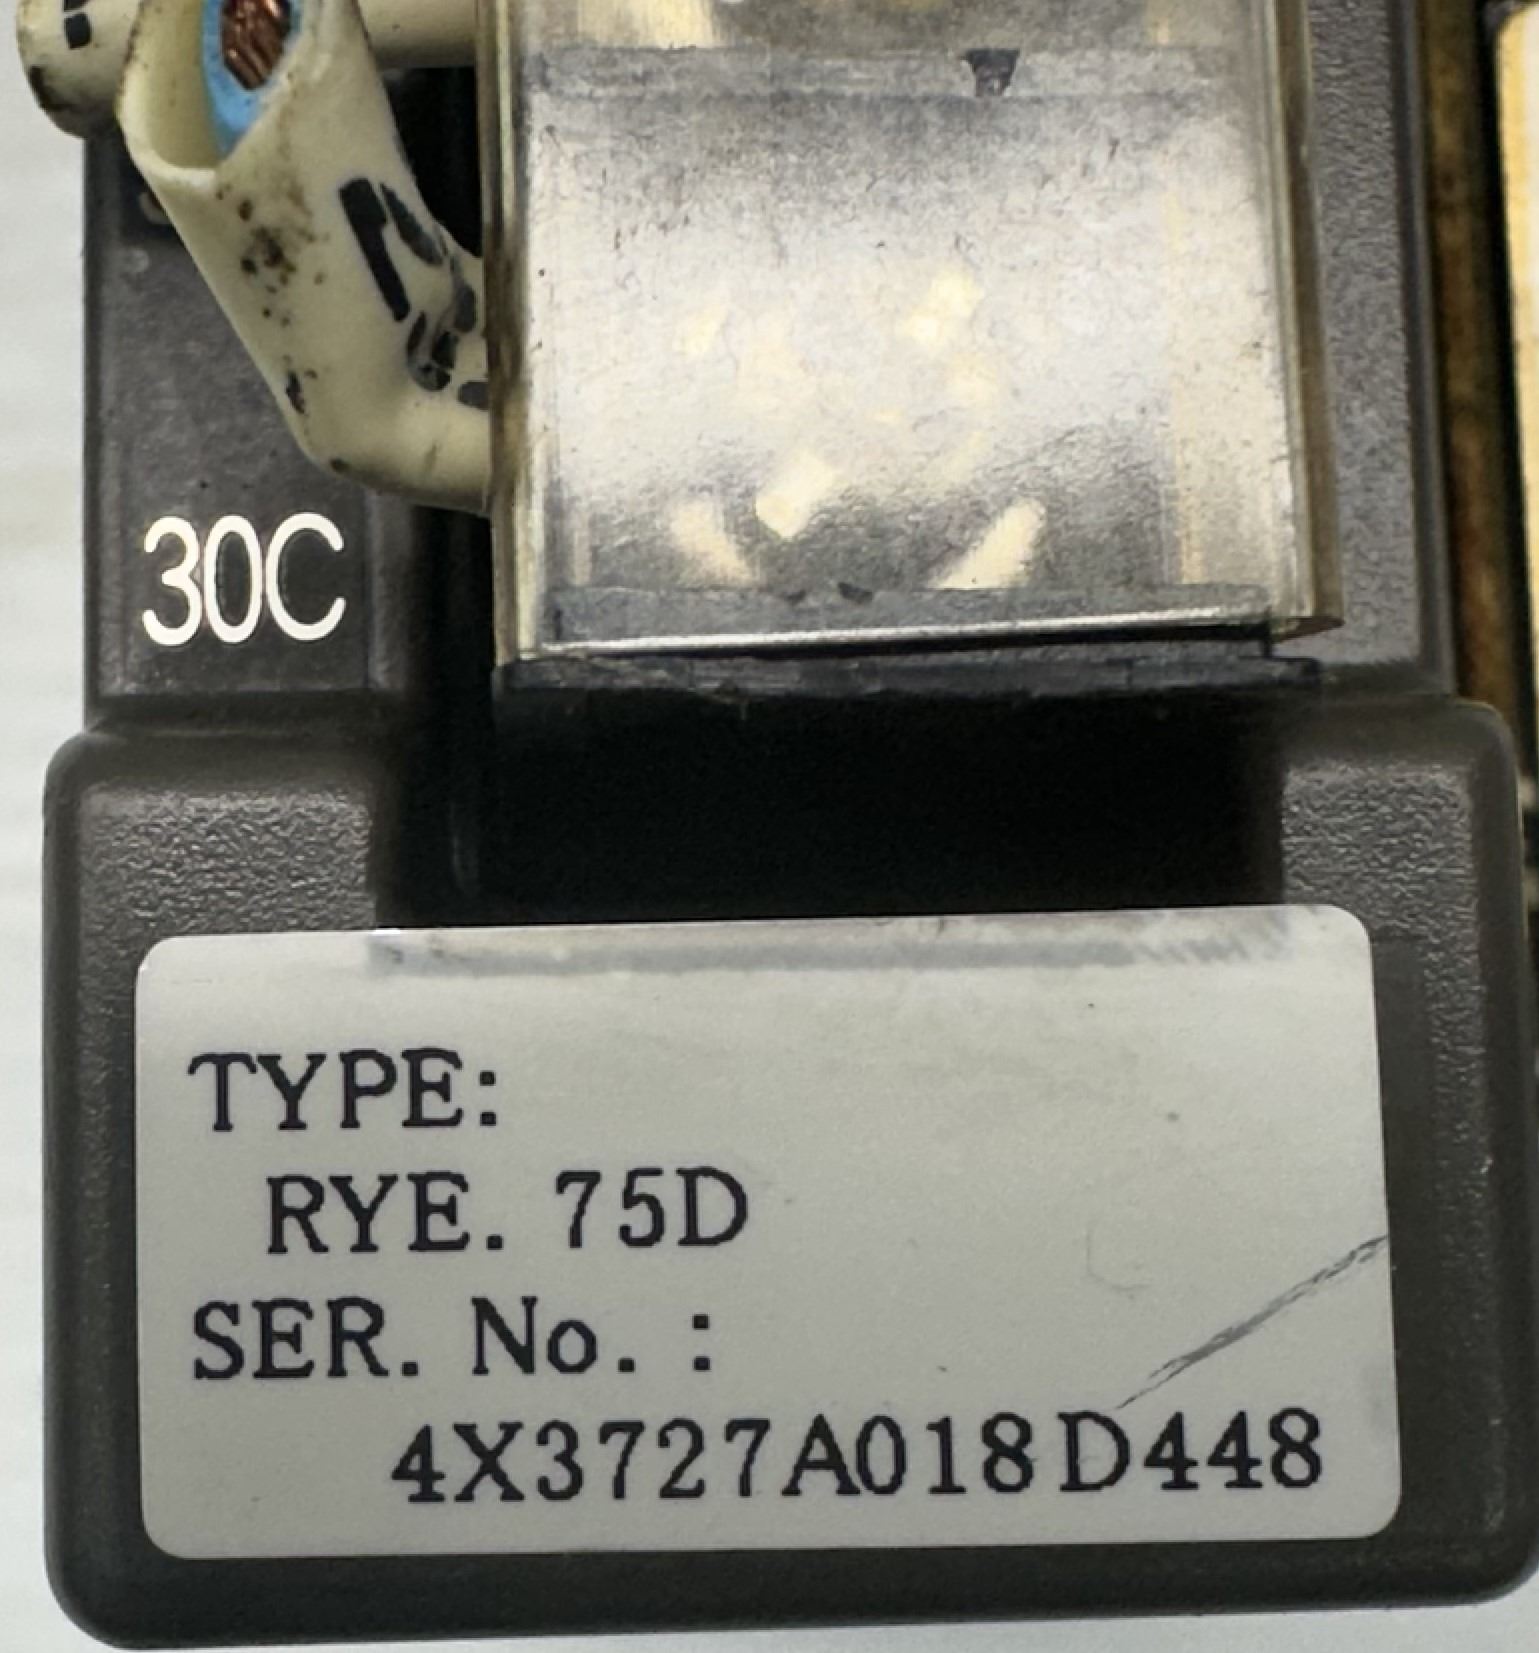 30C
TYPE:
RYE. 75D
SER. No. :
4X3727A018D448